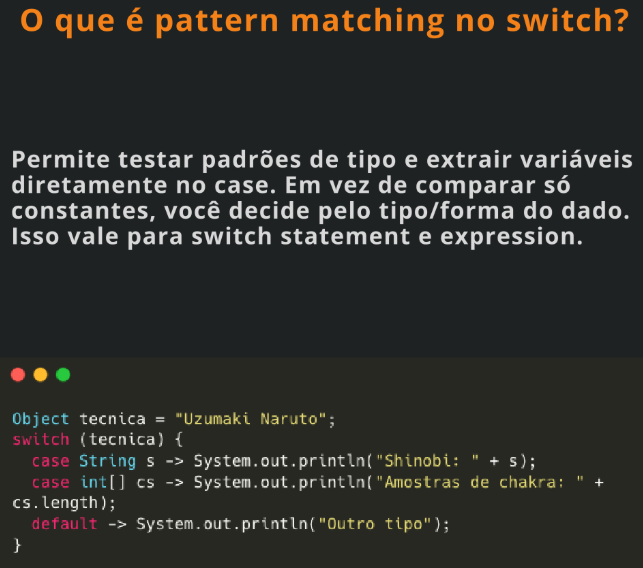 O que é pattern matching no switch?
Permite testar padrões de tipo e extrair variáveis
diretamente no case. Em vez de comparar só
constantes, você decide pelo tipo/forma do dado.
Isso vale para switch statement e expression.
Object tecnica = "Uzumaki Naruto";
switch (tecnica) {
  case String s -> System.out.println("Shinobi: " + s);
  case int[] cs -> System.out.println("Amostras de chakra: " +
cs.length);
  default -> System.out.println("Outro tipo");
}